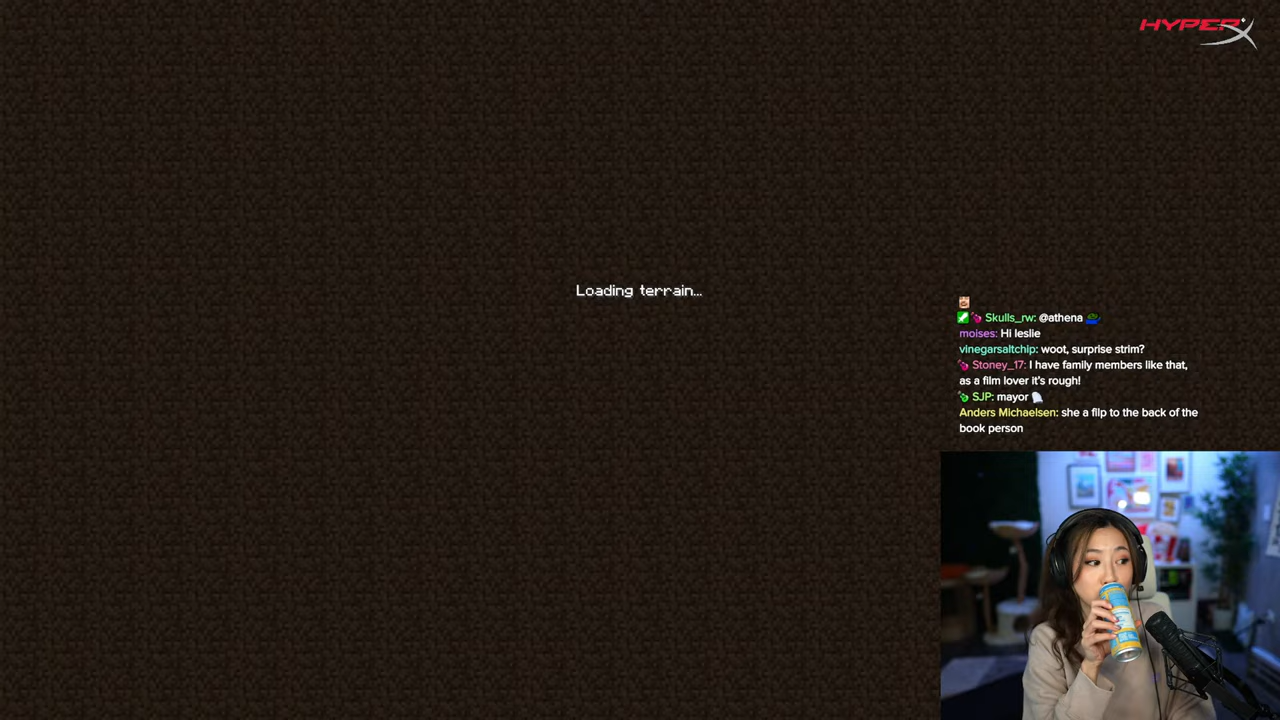 HYPERX
Loading terrain...
Skulls_rw: @athena
moises: Hi leslie
vinegarsaltchip: woot, surprise strim?
Stoney_17: I have family members like that,
as a film lover it's rough!
SJP: mayor
Anders Michaelsen: she a flip to the back of the
book person